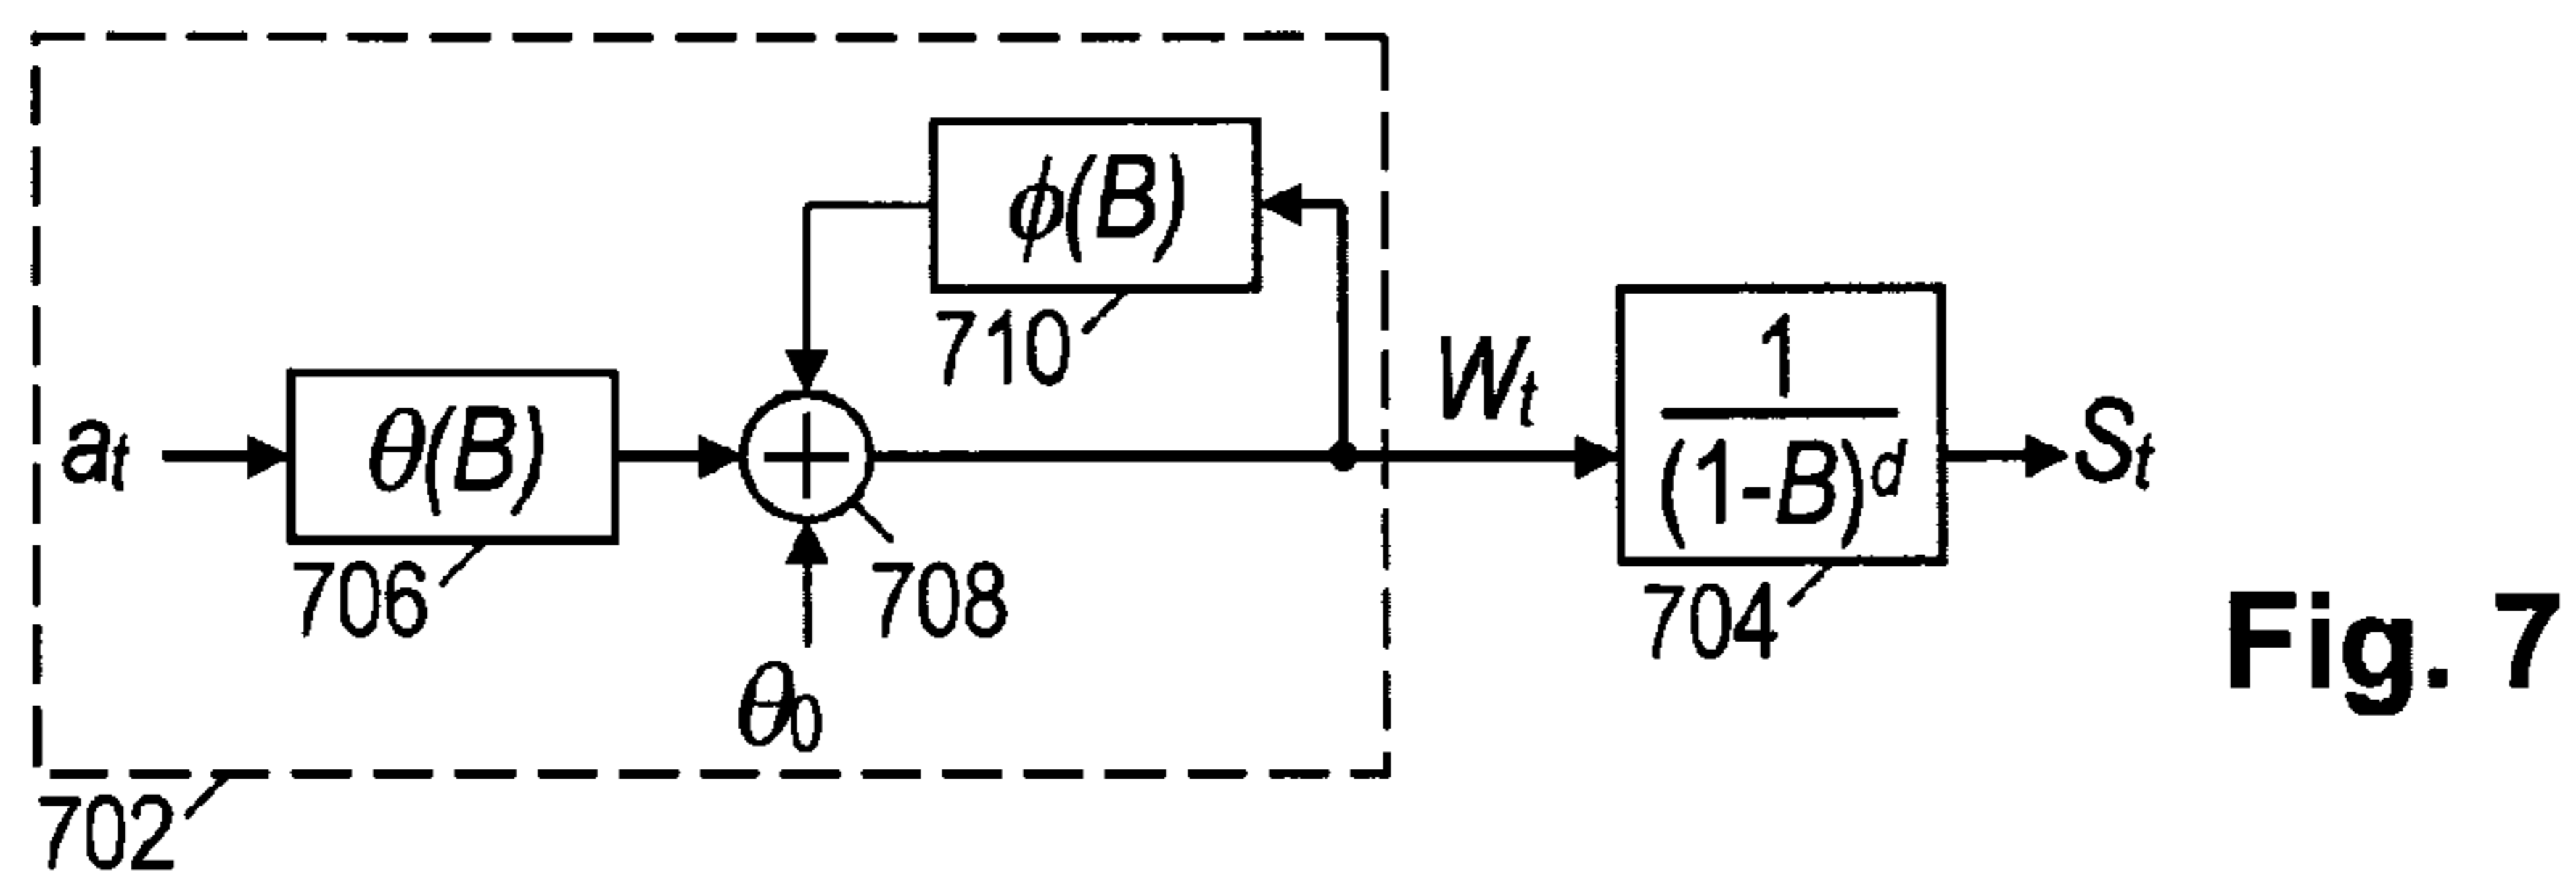 ϕ(B)
710
a_t
θ(B)
706
708
θ_0
W_t
1
(1-B)^d
704
S_t
702
Fig. 7